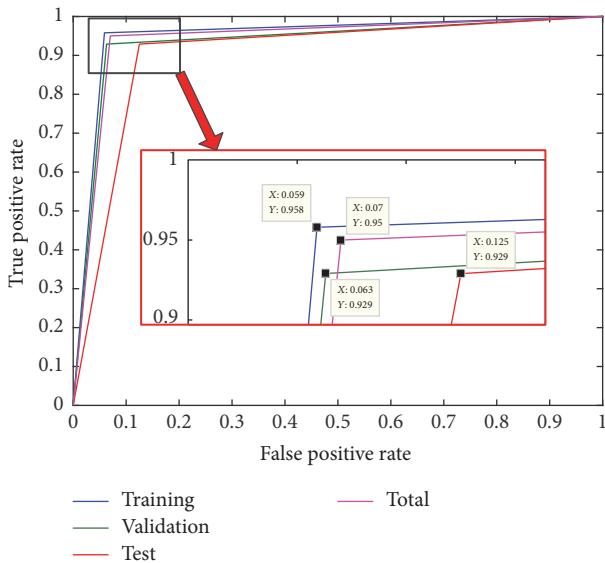 1
0.9
0.8
0.7
0.6
0.5
0.4
0.3
0.2
0.1
0
True positive rate
1
0.95
0.9
X: 0.059
Y: 0.958
X: 0.07
Y: 0.95
X: 0.125
Y: 0.929
X: 0.063
Y: 0.929
0 0.1 0.2 0.3 0.4 0.5 0.6 0.7 0.8 0.9 1
False positive rate
Training
Validation
Test
Total